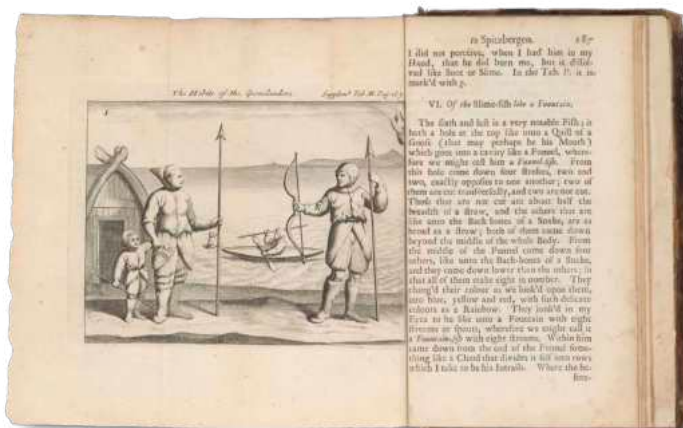 The Habits of the Groenlanders
Supplemt Tab. M. Pag. 187
1
to Spitzbergen.
187
I did not perceive, when I had him in my
Hand, that he did burn me, but it dissol-
ved like Snot or Slime. In the Tab. P. it is
mark'd with g.
VI. Of the Slime-fish like a Fountain.
The sixth and last is a very notable Fish; it
hath a hole at the top like unto a Quill of a
Goose (that may perhaps be his Mouth)
which goes into a cavity like a Funnel, where-
fore we might call him a Funnel-fish. From
this hole come down four strokes, two and
two, exactly opposite to one another; two of
them are cut transversally, and two are not cut.
Those that are not cut are about half the
breadth of a straw, and the others that are
like unto the Back-bones of a Snake, are as
broad as a straw; both of them came down
beyond the middle of the whole Body. From
the middle of the Funnel come down four
others, like unto the Back-bones of a Snake,
and they came down lower than the others; so
that all of them make eight in number. They
chang'd their colour as we look'd upon them,
into blue, yellow and red, with such delicate
colours as a Rainbow. They look'd in my
Eyes to be like unto a Fountain with eight
streams or spouts, wherefore we might call it
a Fountain-fish with eight streams. Within him
came down from the end of the Funnel some-
thing like a Cloud that divides it self into rows
which I take to be his Intrails. Where the be-
fore-